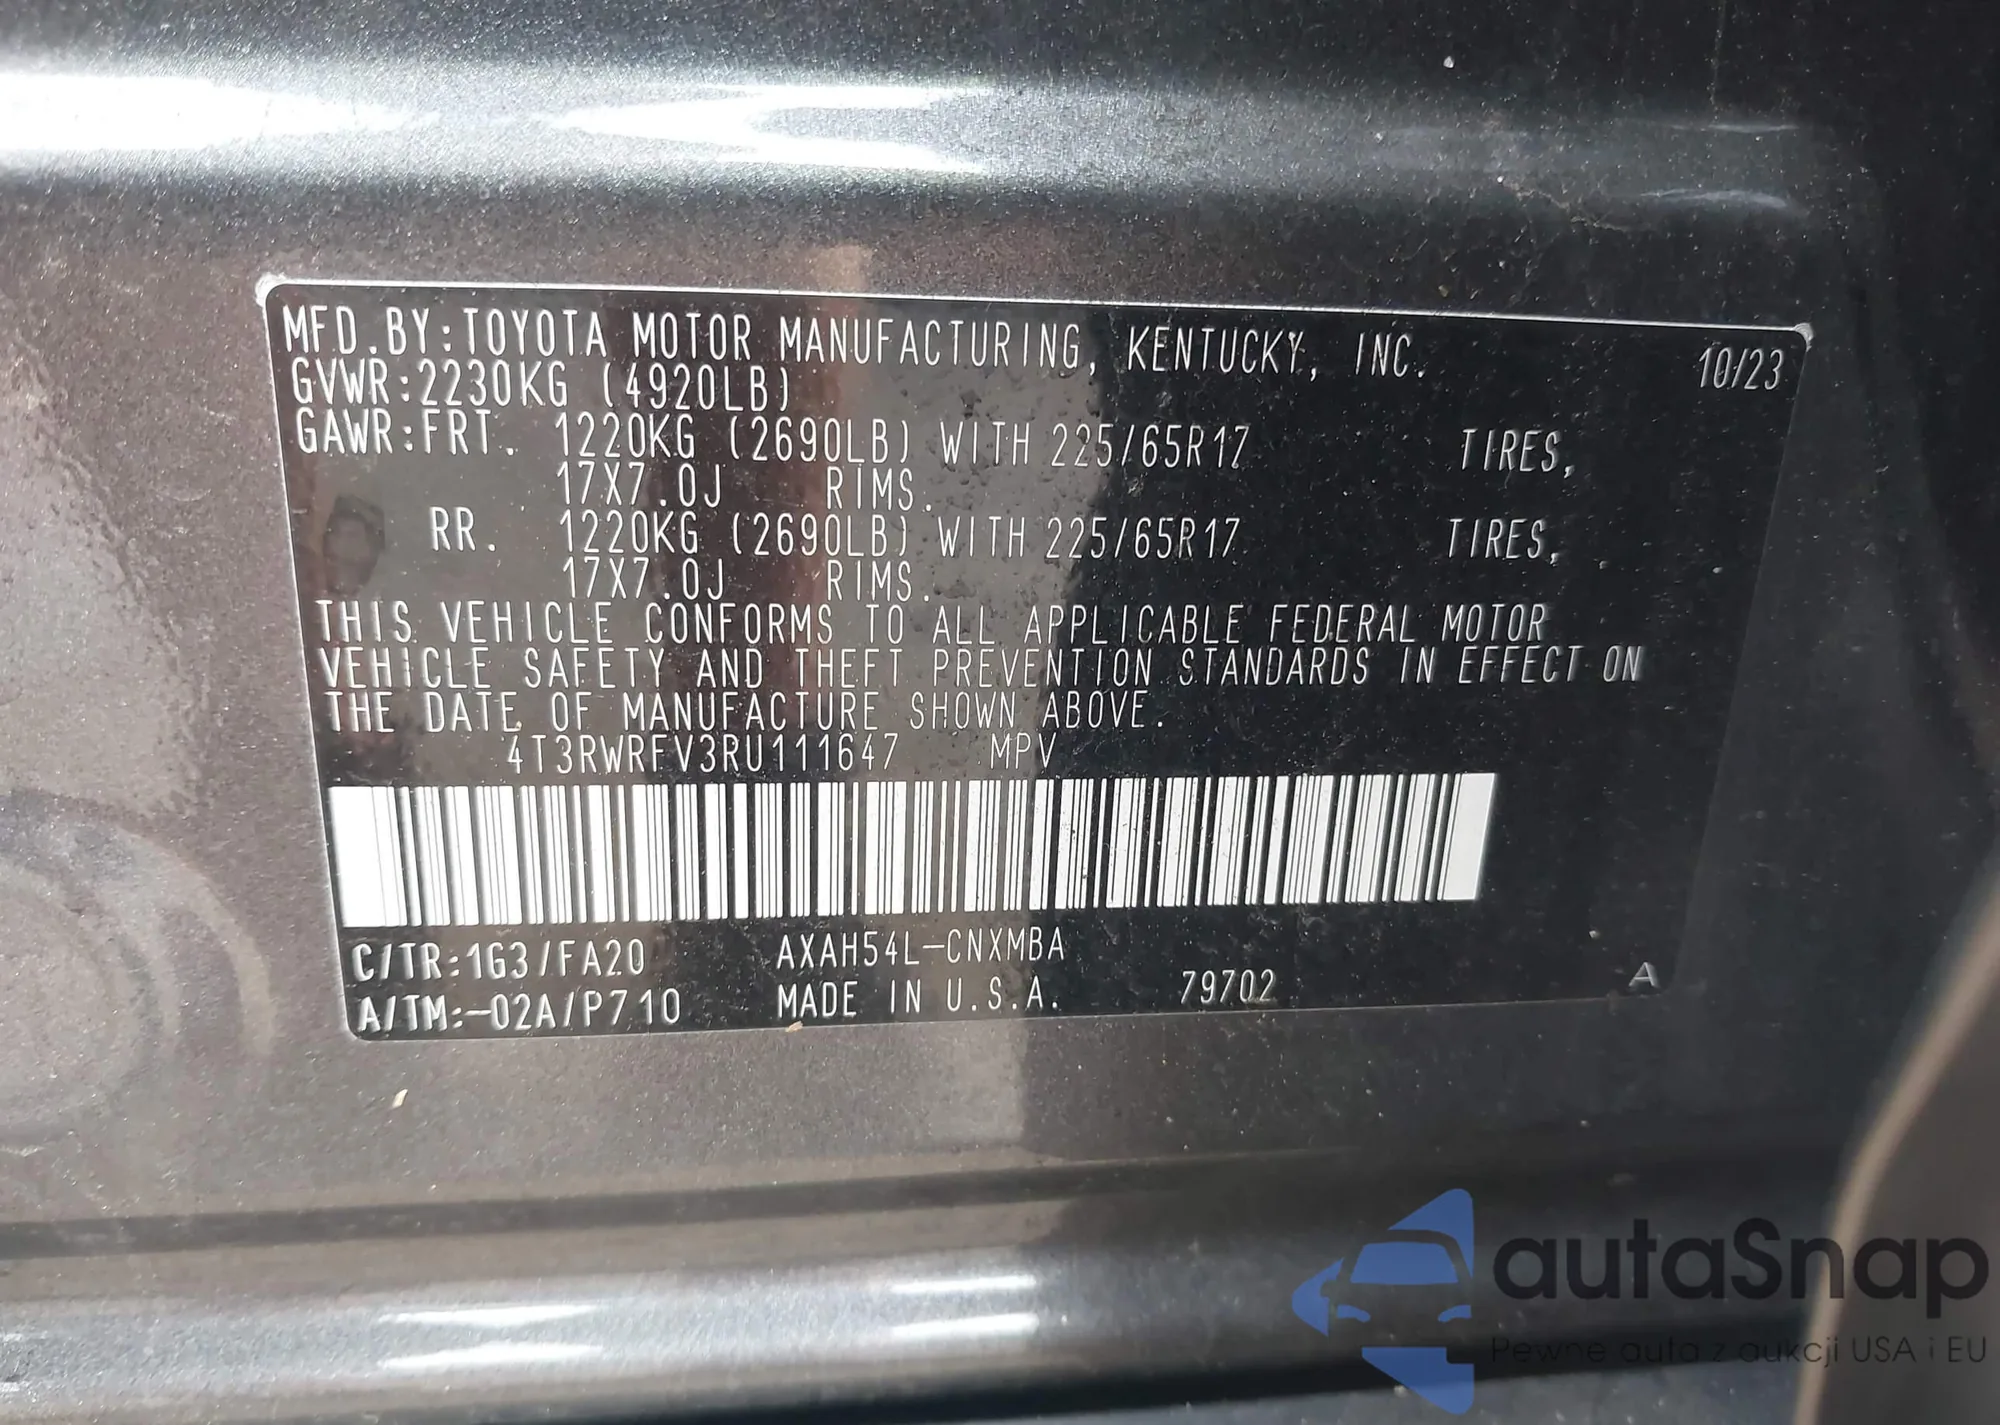 MFD.BY:TOYOTA MOTOR MANUFACTURING, KENTUCKY, INC. 10/23
GVWR:2230KG (4920LB)
GAWR:FRT. 1220KG (2690LB) WITH 225/65R17 TIRES,
17X7.0J RIMS.
RR. 1220KG (2690LB) WITH 225/65R17 TIRES,
17X7.0J RIMS.
THIS VEHICLE CONFORMS TO ALL APPLICABLE FEDERAL MOTOR
VEHICLE SAFETY AND THEFT PREVENTION STANDARDS IN EFFECT ON
THE DATE OF MANUFACTURE SHOWN ABOVE.
4T3RWRFV3RU111647 MPV
C/TR:1G3/FA20 AXAH54L-CNXMBA
A/TM:-02A/P710 MADE IN U.S.A. 79702 A
autaSnap
Pewne auta z aukcji USA i EU